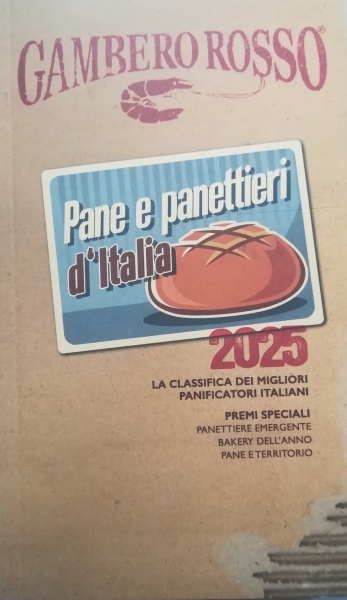 GAMBERO ROSSO®
Pane e panettieri
d'Italia
2025
LA CLASSIFICA DEI MIGLIORI
PANIFICATORI ITALIANI
PREMI SPECIALI
PANETTIERE EMERGENTE
BAKERY DELL'ANNO
PANE E TERRITORIO